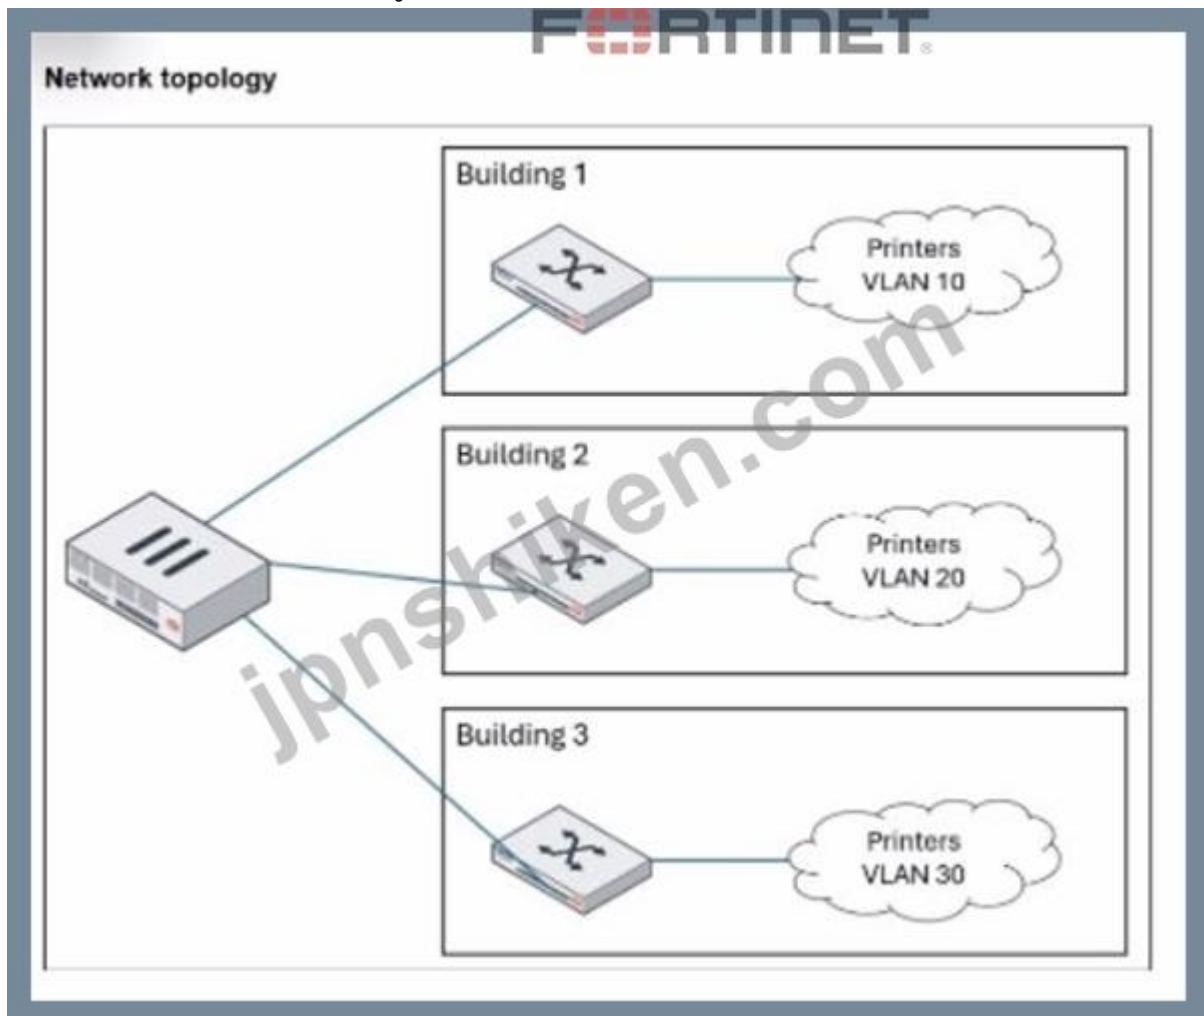 FORTINET
Network topology
Building 1
Printers
VLAN 10
Building 2
Printers
VLAN 20
Building 3
Printers
VLAN 30
jpnshiken.com